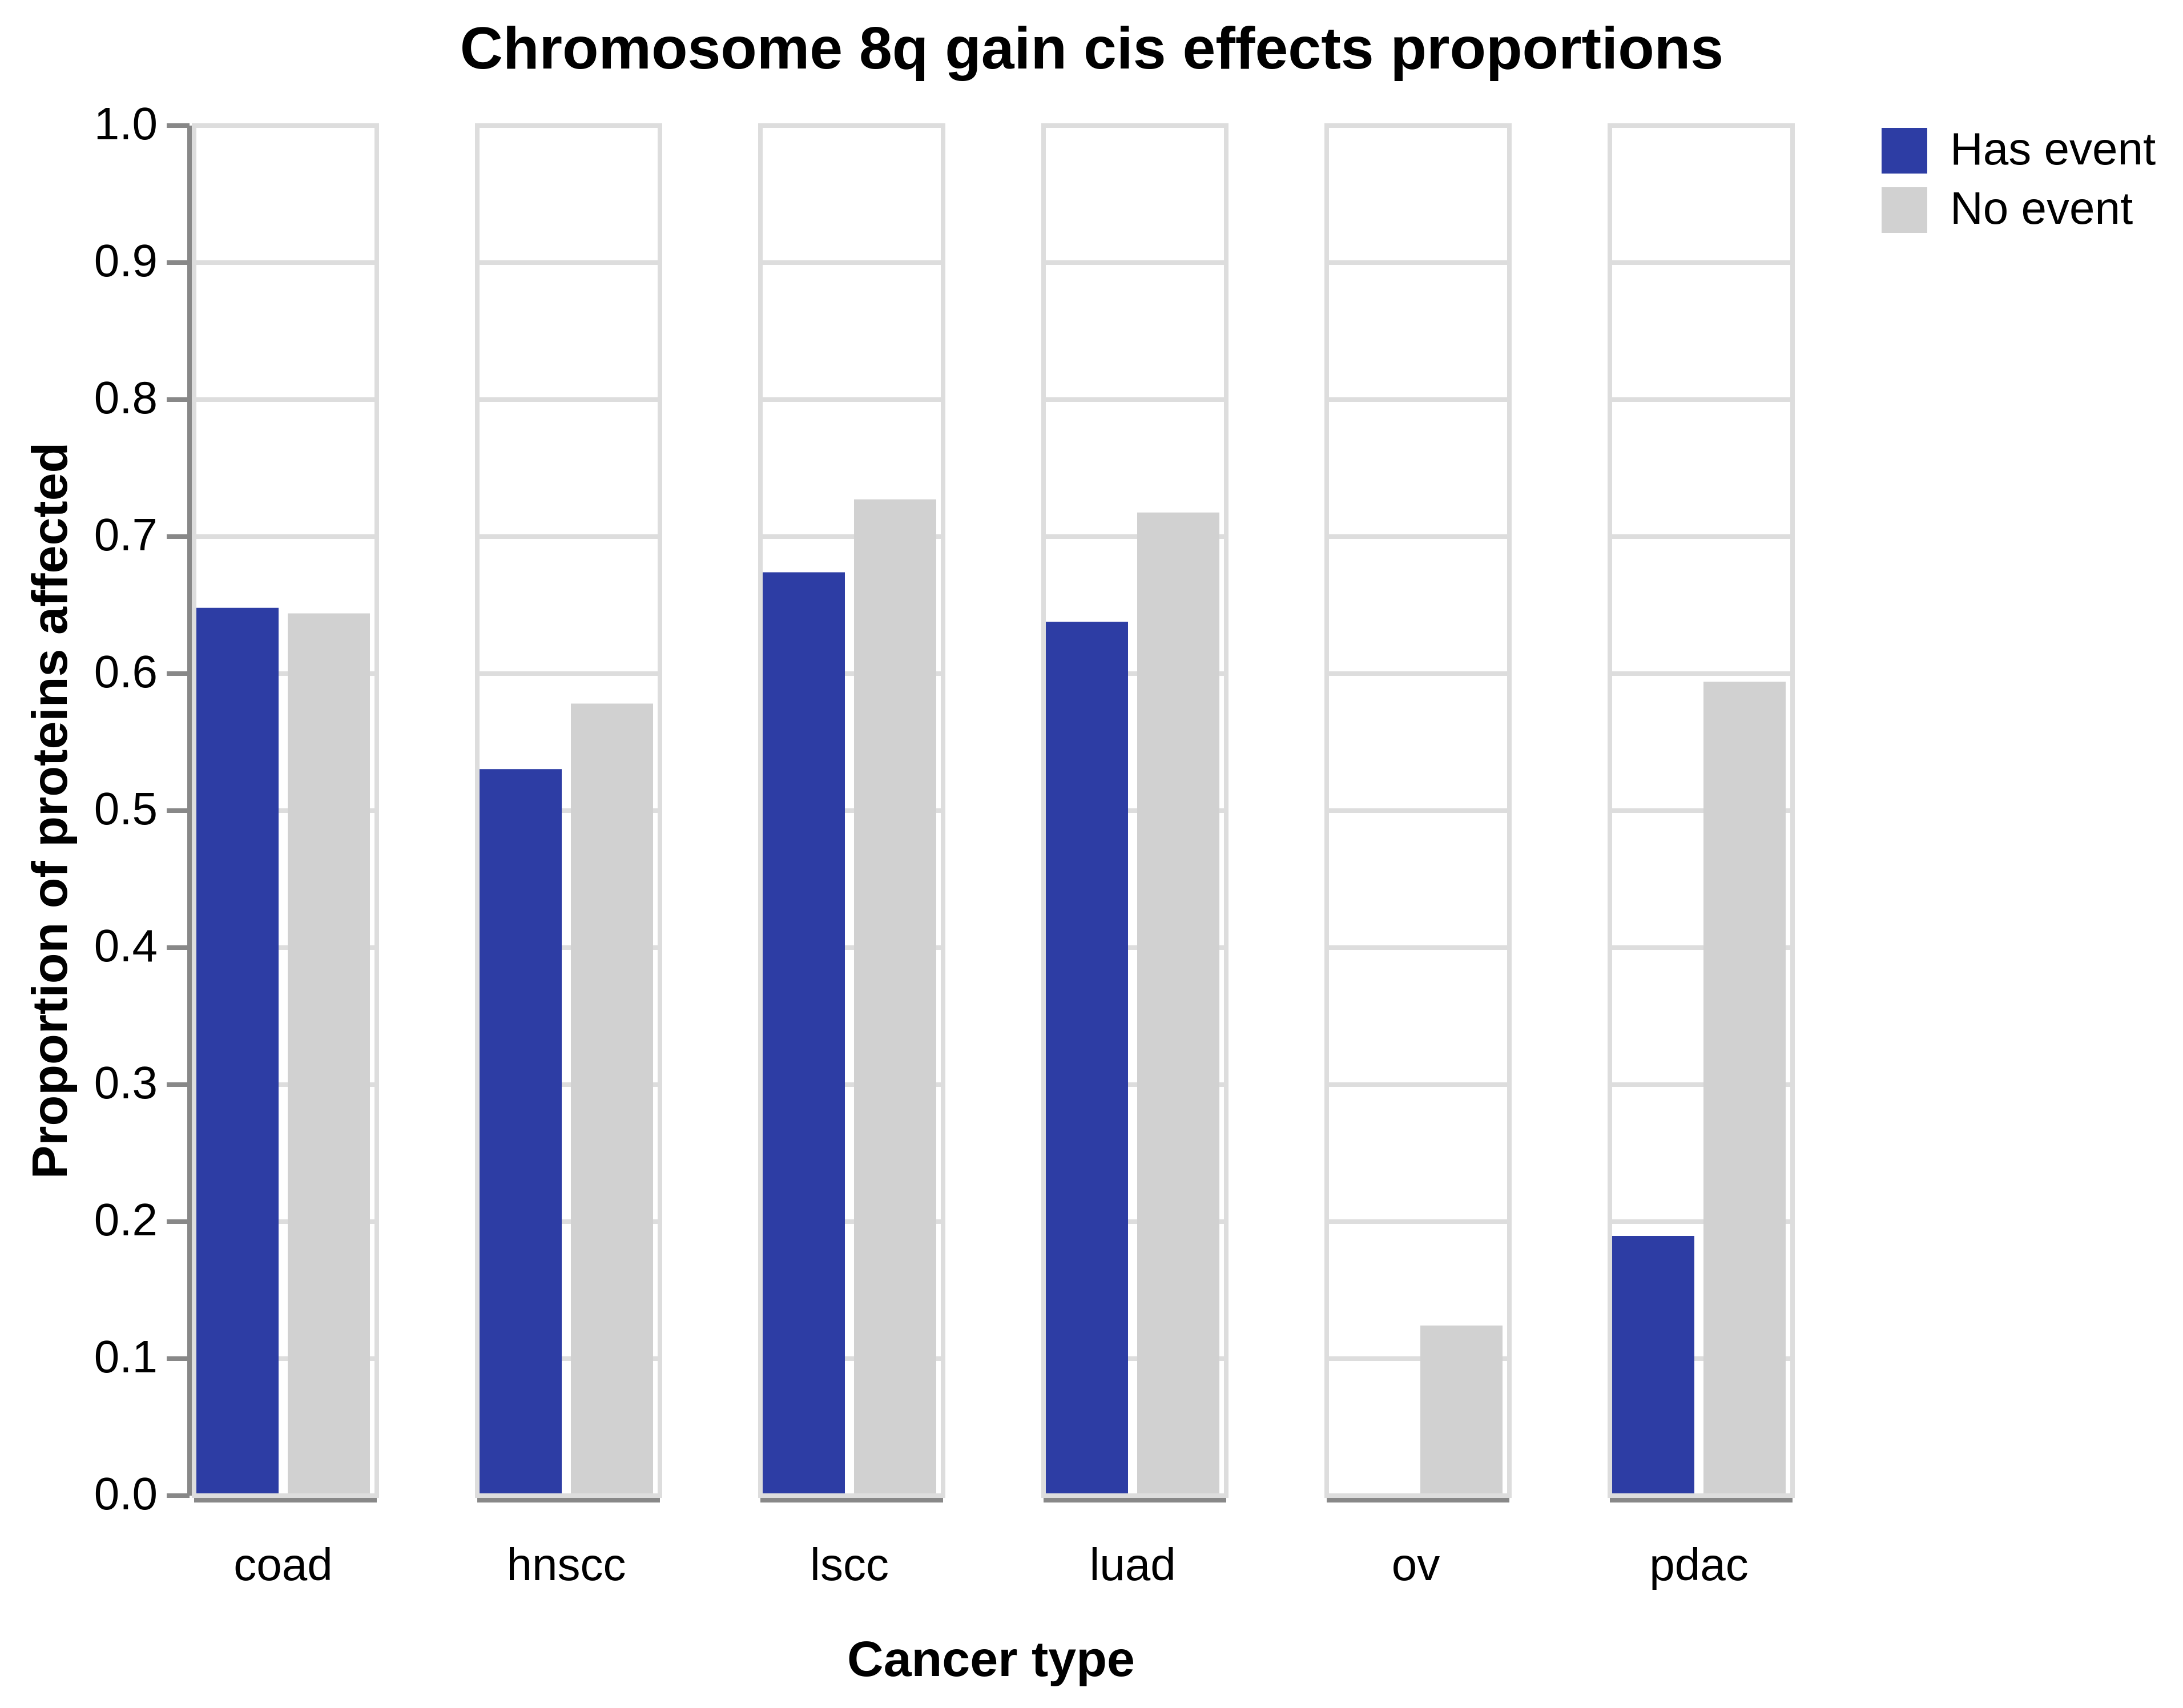 Chromosome 8q gain cis effects proportions
Has event
No event
Proportion of proteins affected
1.0
0.9
0.8
0.7
0.6
0.5
0.4
0.3
0.2
0.1
0.0
coad
hnscc
lscc
luad
ov
pdac
Cancer type